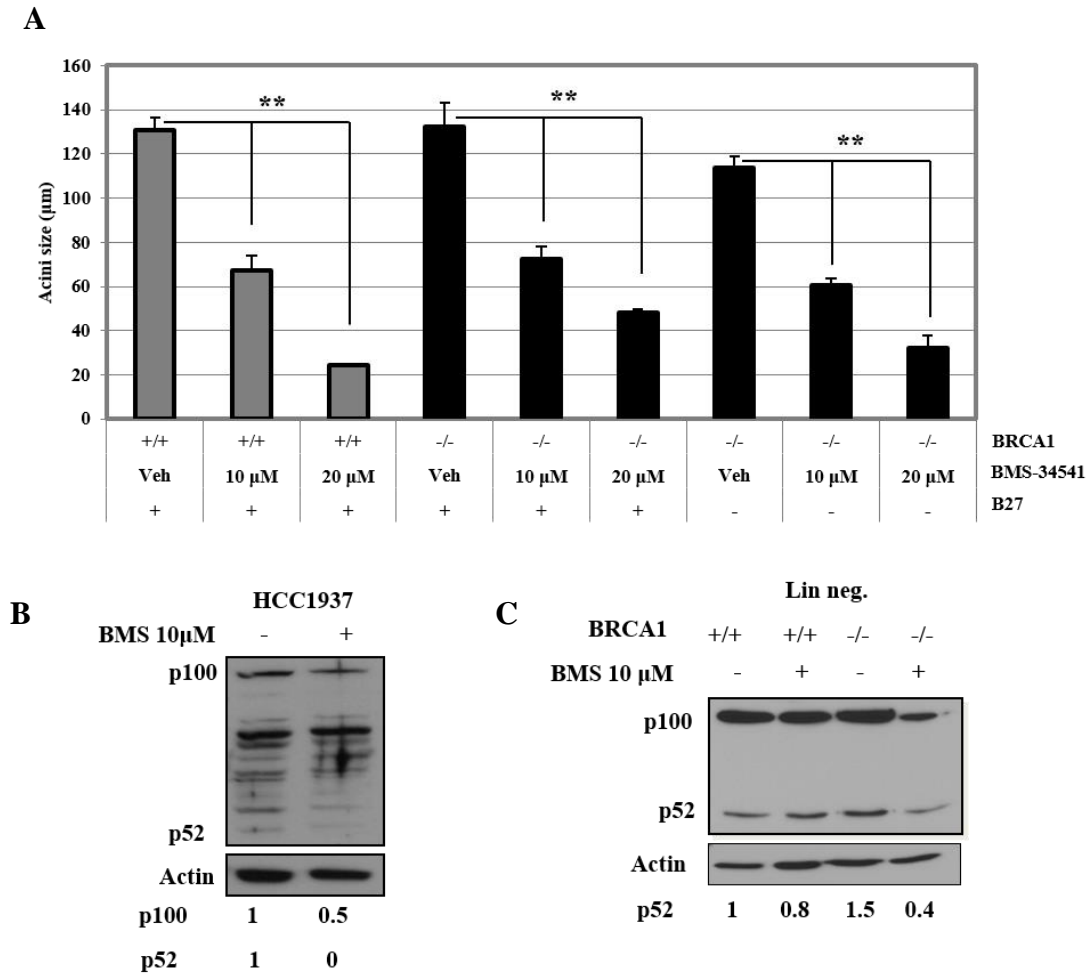 A
160
140
120
100
80
60
40
20
0
Acini size (µm)
** ** **
+/+ +/+ +/+ -/- -/- -/- -/- -/- -/- BRCA1
Veh 10 µM 20 µM Veh 10 µM 20 µM Veh 10 µM 20 µM BMS-34541
+ + + + + + - - - B27
B
HCC1937
BMS 10µM - +
p100
p52
Actin
p100 1 0.5
p52 1 0
C
Lin neg.
BRCA1 +/+ +/+ -/- -/-
BMS 10 µM - + - +
p100
p52
Actin
p52 1 0.8 1.5 0.4